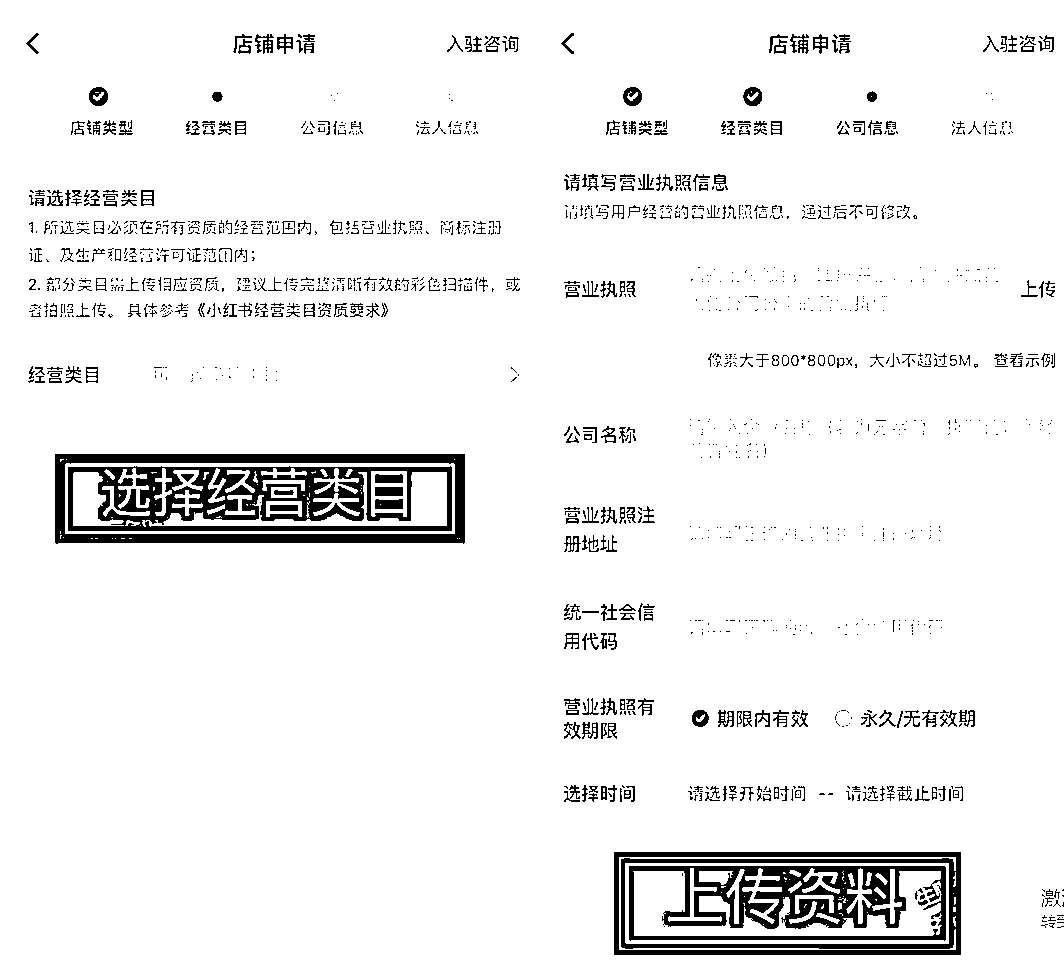 店铺申请
入驻咨询
店铺类型
经营类目
公司信息
法人信息
请选择经营类目
1. 所选类目必须在所有资质的经营范围内，包括营业执照、商标注册
证、及生产和经营许可证范围内；
2. 部分类目需上传相应资质，建议上传完整清晰有效的彩色扫描件，或
者拍照上传。 具体参考《小红书经营类目资质要求》
经营类目
选择经营类目
店铺申请
入驻咨询
店铺类型
经营类目
公司信息
法人信息
请填写营业执照信息
请填写用户经营的营业执照信息，通过后不可修改。
营业执照
上传
像素大于800*800px，大小不超过5M。 查看示例
公司名称
营业执照注
册地址
统一社会信
用代码
营业执照有
效期限
期限内有效
永久/无有效期
选择时间
请选择开始时间 -- 请选择截止时间
上传资料